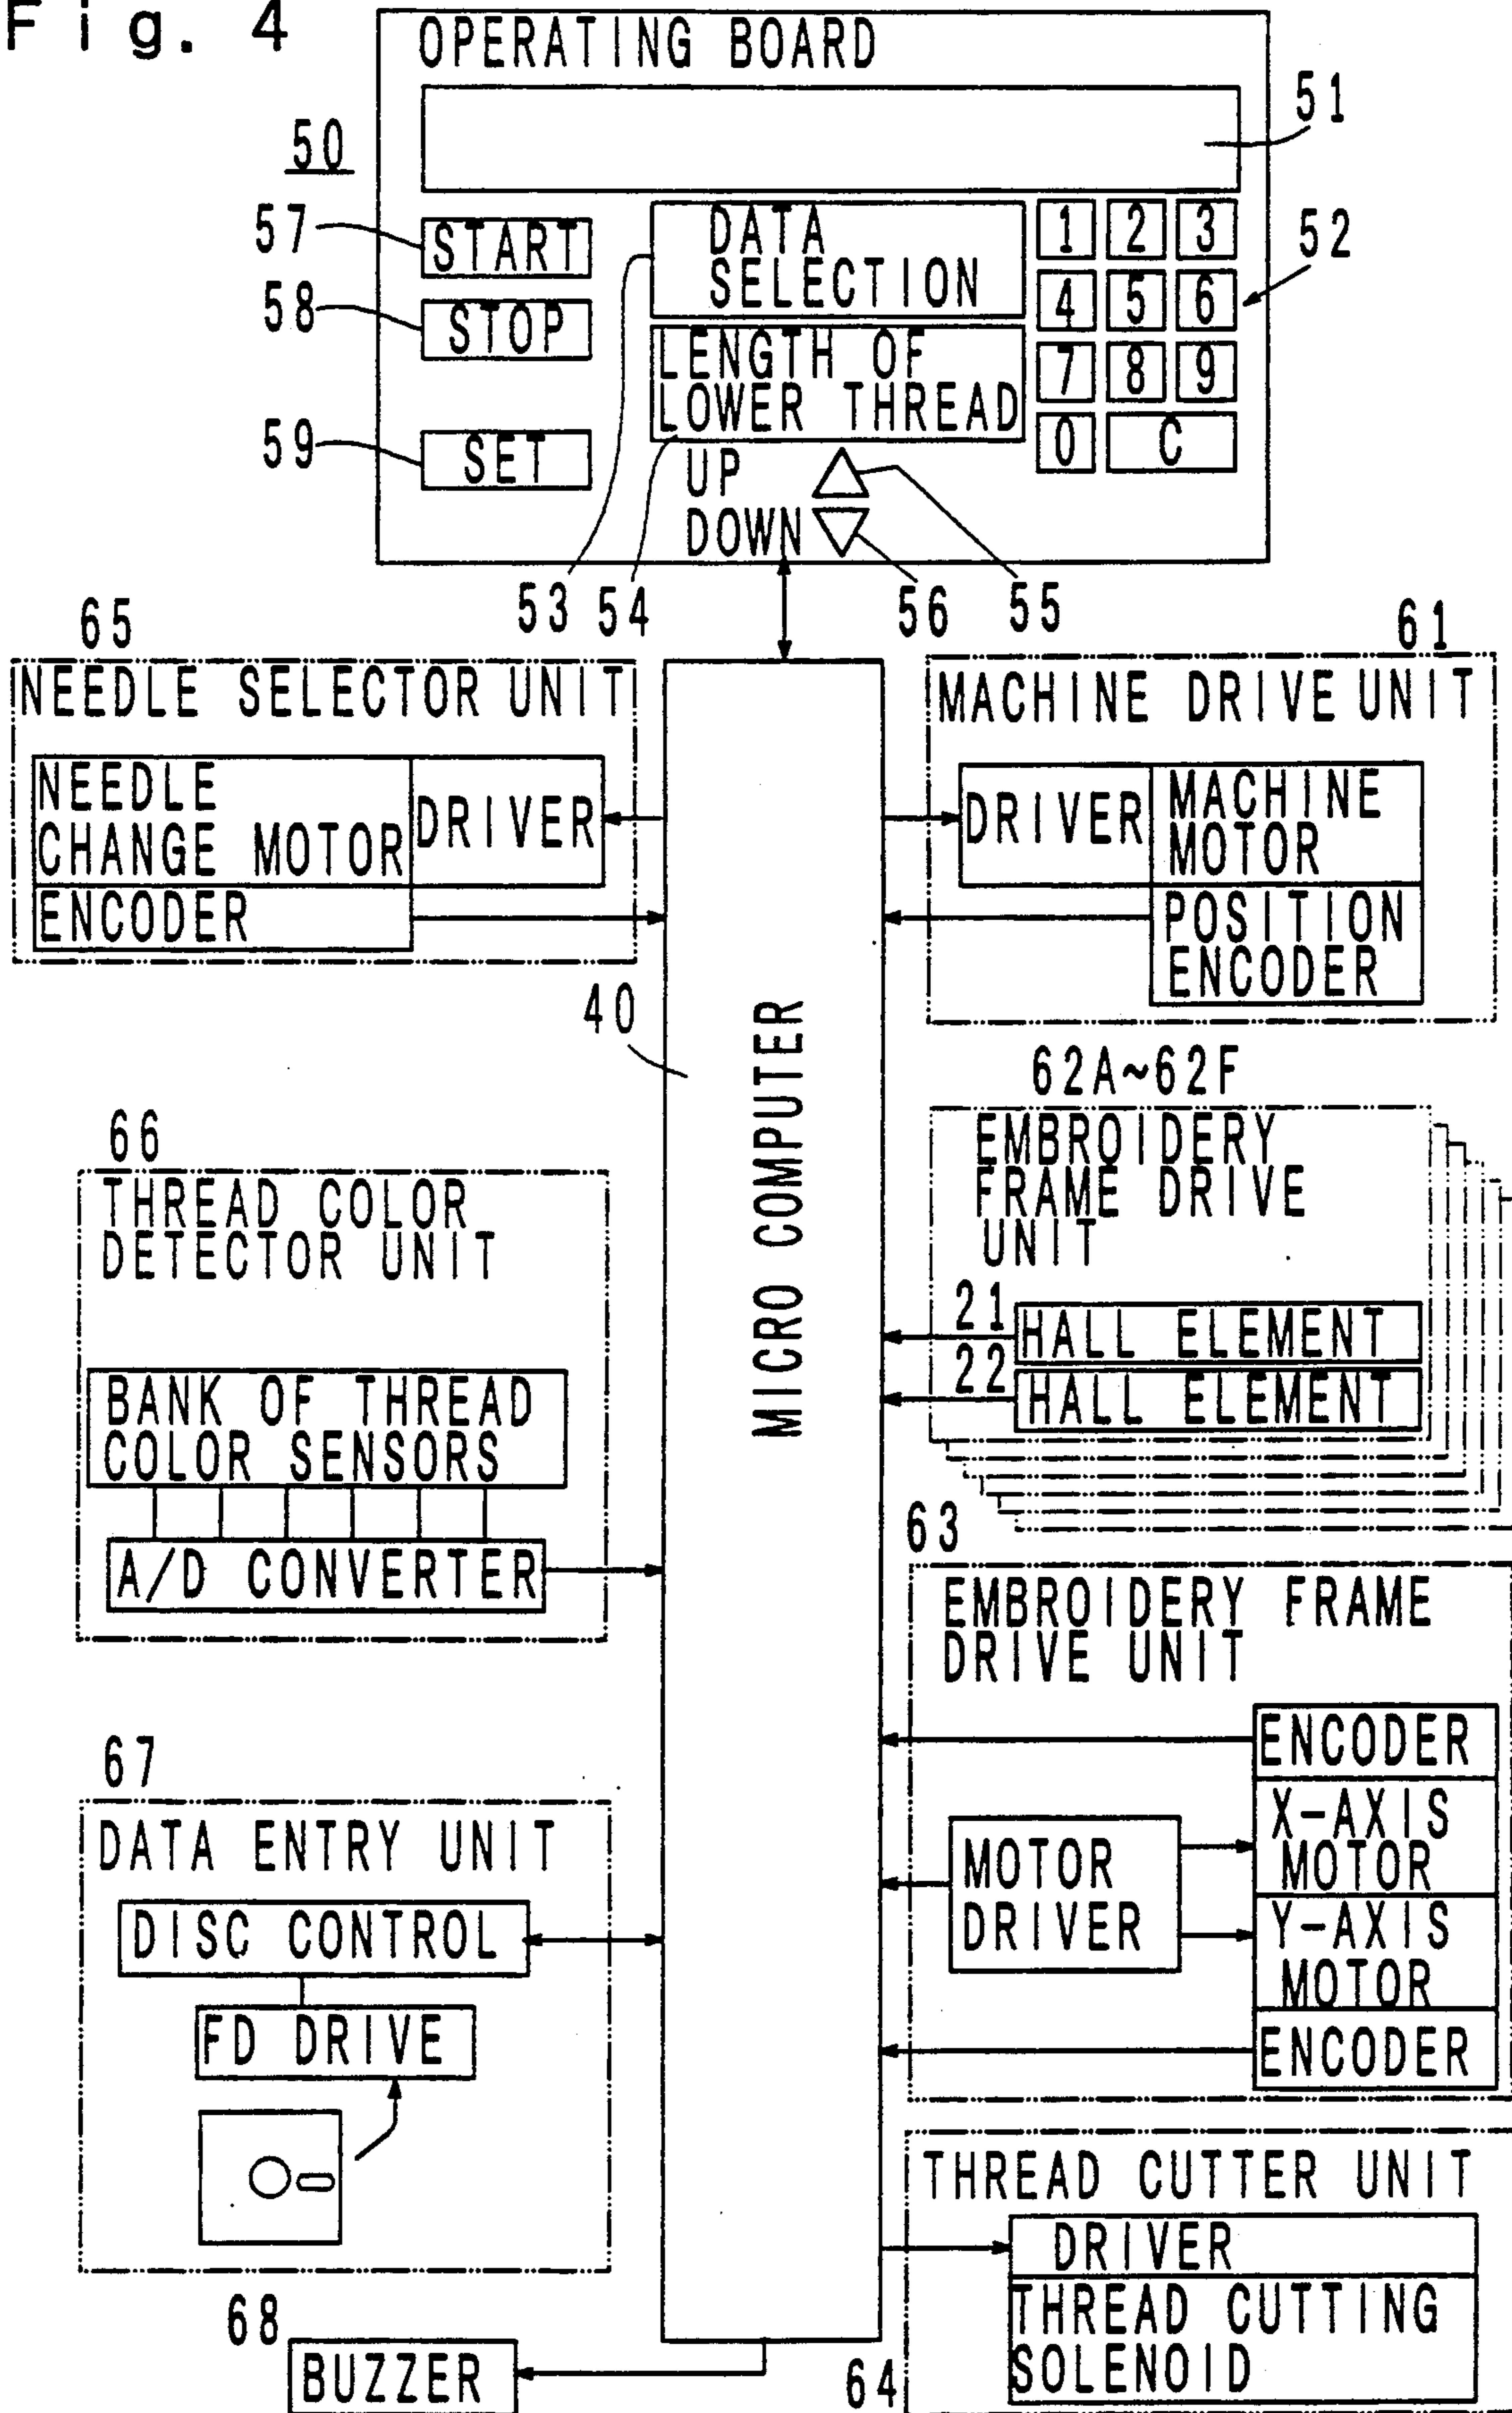 Fig. 4
OPERATING BOARD
51
50
57
START
DATA
SELECTION
1 2 3
52
58
STOP
4 5 6
LENGTH OF
LOWER THREAD
7 8 9
59
SET
0 C
UP
DOWN
53 54 56 55
65
61
NEEDLE SELECTOR UNIT
MACHINE DRIVE UNIT
NEEDLE
CHANGE MOTOR
DRIVER
ENCODER
DRIVER
MACHINE
MOTOR
POSITION
ENCODER
40
MICRO COMPUTER
62A~62F
EMBROIDERY
FRAME DRIVE
UNIT
21
HALL ELEMENT
22
HALL ELEMENT
66
THREAD COLOR
DETECTOR UNIT
BANK OF THREAD
COLOR SENSORS
A/D CONVERTER
63
EMBROIDERY FRAME
DRIVE UNIT
ENCODER
X-AXIS
MOTOR
MOTOR
DRIVER
Y-AXIS
MOTOR
ENCODER
67
DATA ENTRY UNIT
DISC CONTROL
FD DRIVE
THREAD CUTTER UNIT
DRIVER
THREAD CUTTING
SOLENOID
68
BUZZER
64